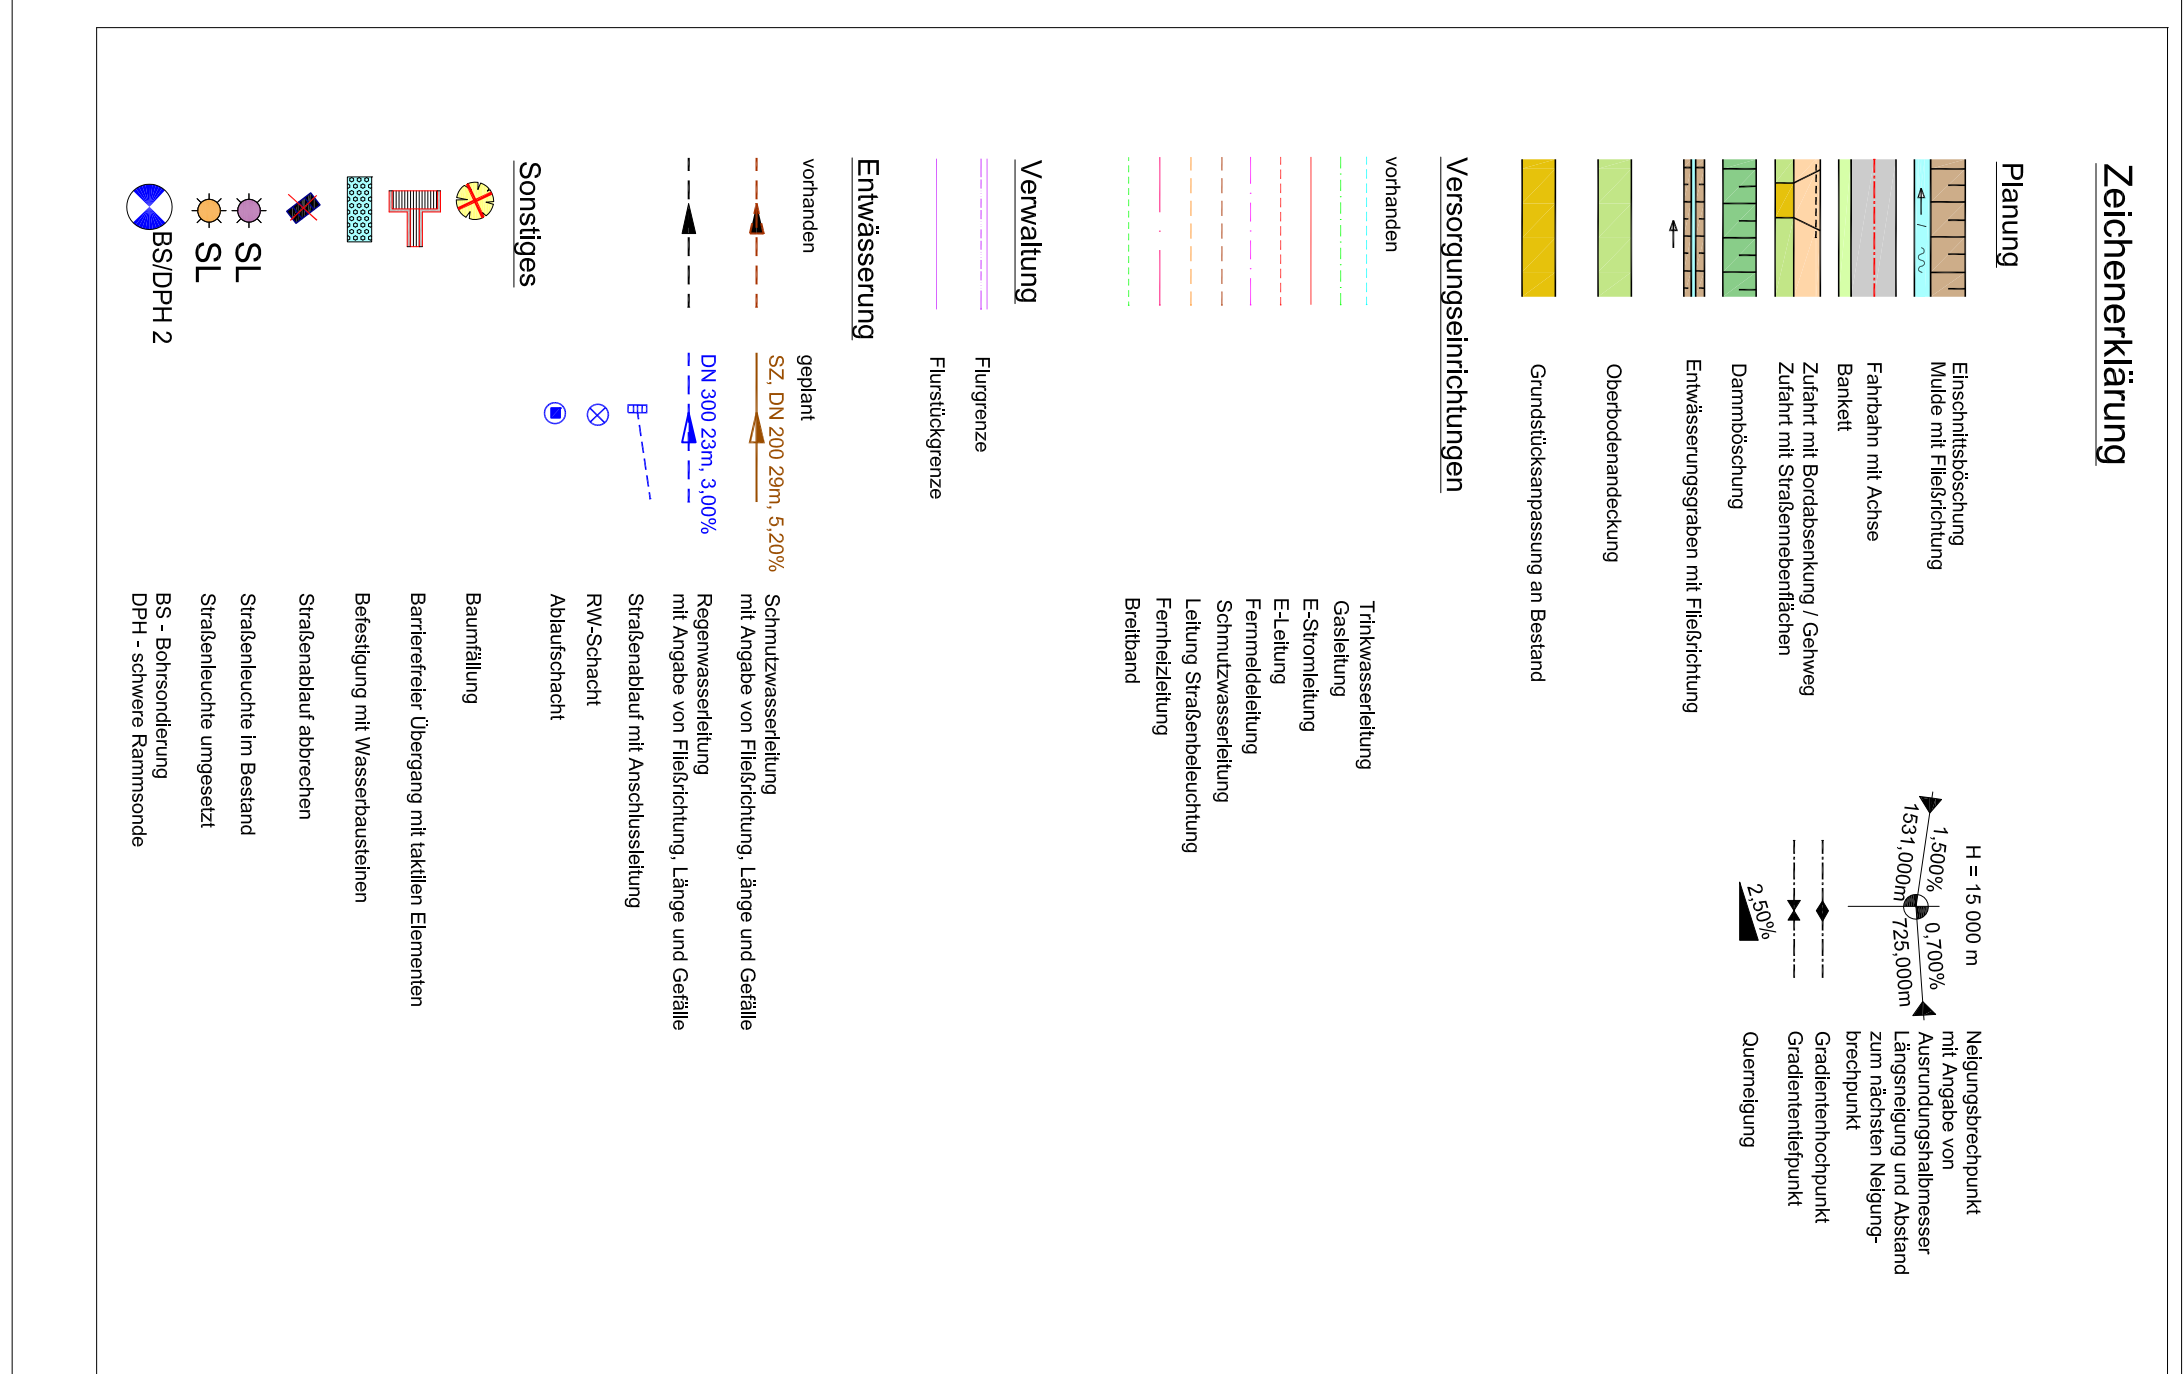 Zeichenerklärung
Planung
Einschnittsböschung
Mulde mit Fließrichtung
Fahrbahn mit Achse
Bankett
Zufahrt mit Bordabsenkung / Gehweg
Zufahrt mit Straßennebenflächen
Dammböschung
Entwässerungsgraben mit Fließrichtung
Oberbodenandeckung
Grundstücksanpassung an Bestand
H = 15 000 m
1,500%
0,700%
1531,000m
725,000m
Neigungsbrechpunkt
mit Angabe von
Ausrundungshalbmesser
Längsneigung und Abstand
zum nächsten Neigung-
brechpunkt
Gradientenhochpunkt
Gradiententiefpunkt
2,50%
Querneigung
Versorgungseinrichtungen
vorhanden
Trinkwasserleitung
Gasleitung
E-Stromleitung
E-Leitung
Fernmeldeleitung
Schmutzwasserleitung
Leitung Straßenbeleuchtung
Fernheizleitung
Breitband
Verwaltung
Flurgrenze
Flurstückgrenze
Entwässerung
vorhanden
geplant
SZ, DN 200 29m, 5,20%
Schmutzwasserleitung
mit Angabe von Fließrichtung, Länge und Gefälle
DN 300 23m, 3,00%
Regenwasserleitung
mit Angabe von Fließrichtung, Länge und Gefälle
Straßenablauf mit Anschlussleitung
RW-Schacht
Ablaufschacht
Sonstiges
Baumfällung
Barrierefreier Übergang mit taktilen Elementen
Befestigung mit Wasserbausteinen
Straßenablauf abbrechen
SL
Straßenleuchte im Bestand
SL
Straßenleuchte umgesetzt
BS/DPH 2
BS - Bohrsondierung
DPH - schwere Rammsonde